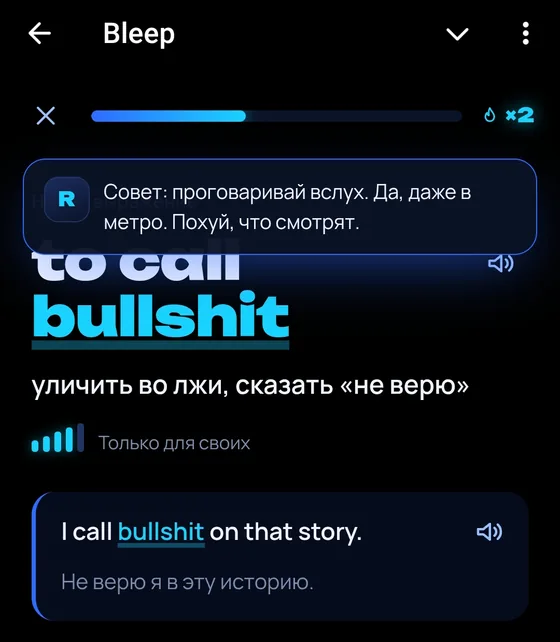 Bleep
×2
R
Совет: проговаривай вслух. Да, даже в
метро. Похуй, что смотрят.
to call
bullshit
уличить во лжи, сказать «не верю»
Только для своих
I call bullshit on that story.
Не верю я в эту историю.